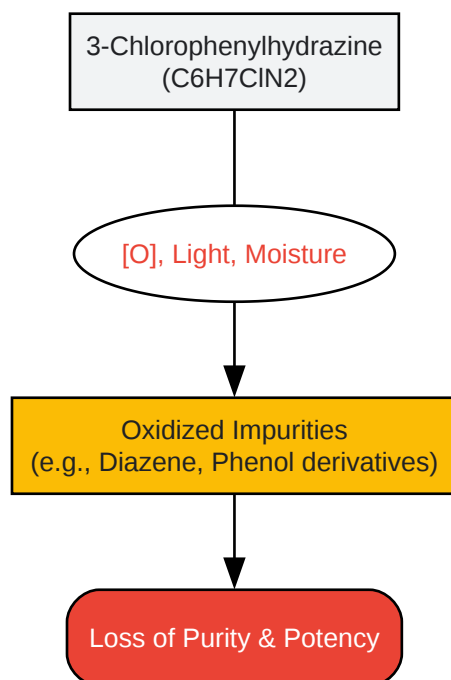 3-Chlorophenylhydrazine
(C6H7ClN2)
[O], Light, Moisture
Oxidized Impurities
(e.g., Diazene, Phenol derivatives)
Loss of Purity & Potency